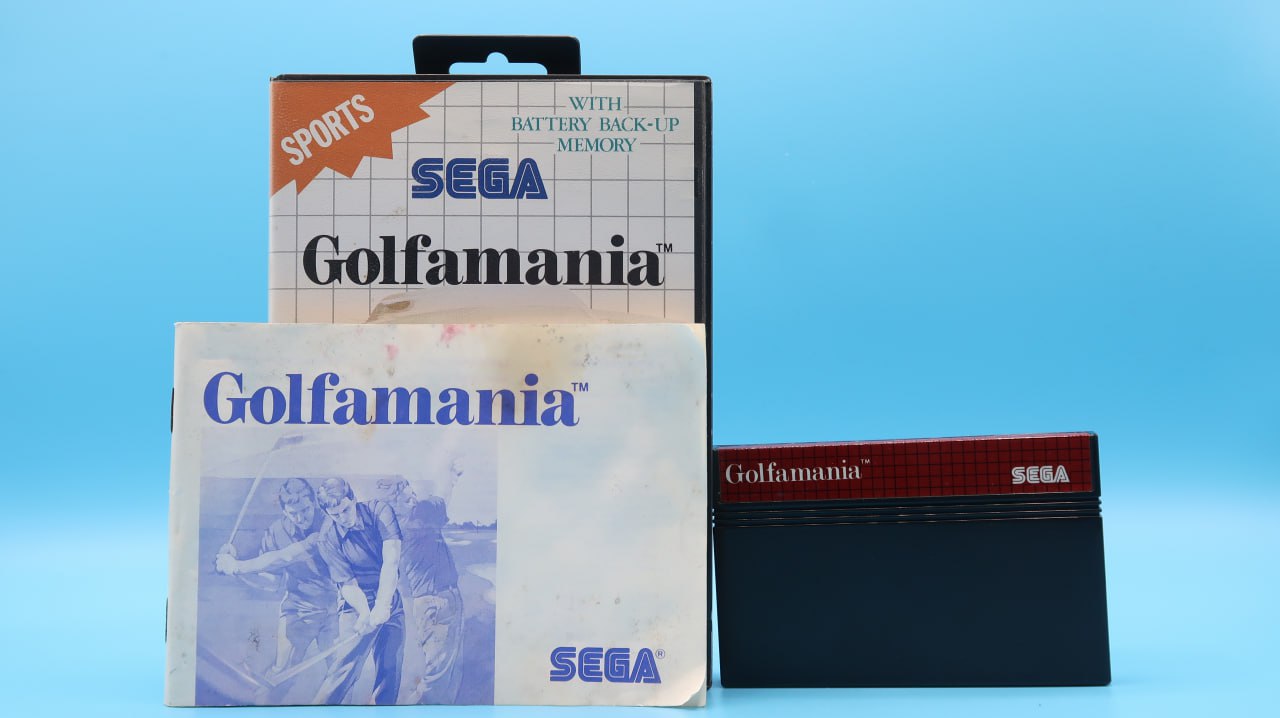 SPORTS
WITH
BATTERY BACK-UP
MEMORY
SEGA
Golfamania™
Golfamania™
SEGA®
Golfamania™
SEGA